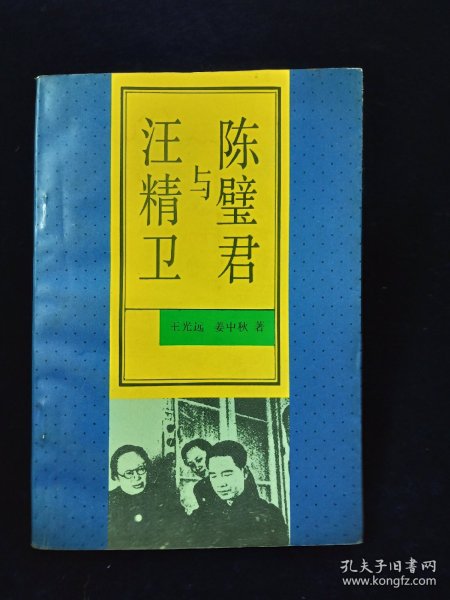 汪精卫
与
陈璧君
王光远 姜中秋 著
孔夫子旧书网
www.kongfz.com